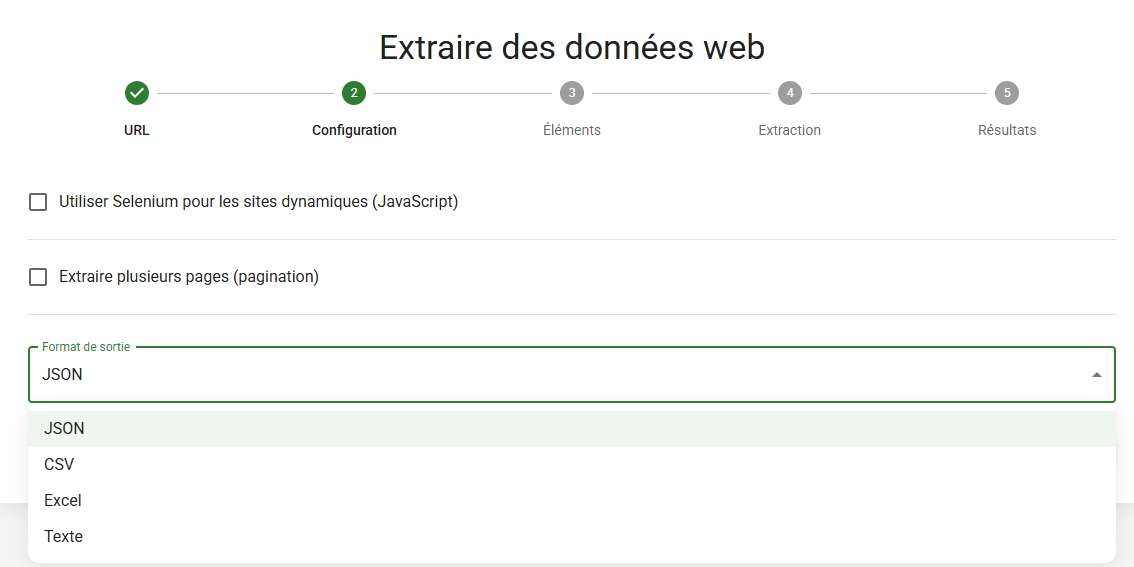 Extraire des données web
2
3
4
5
URL
Configuration
Éléments
Extraction
Résultats
Utiliser Selenium pour les sites dynamiques (JavaScript)
Extraire plusieurs pages (pagination)
Format de sortie
JSON
JSON
CSV
Excel
Texte